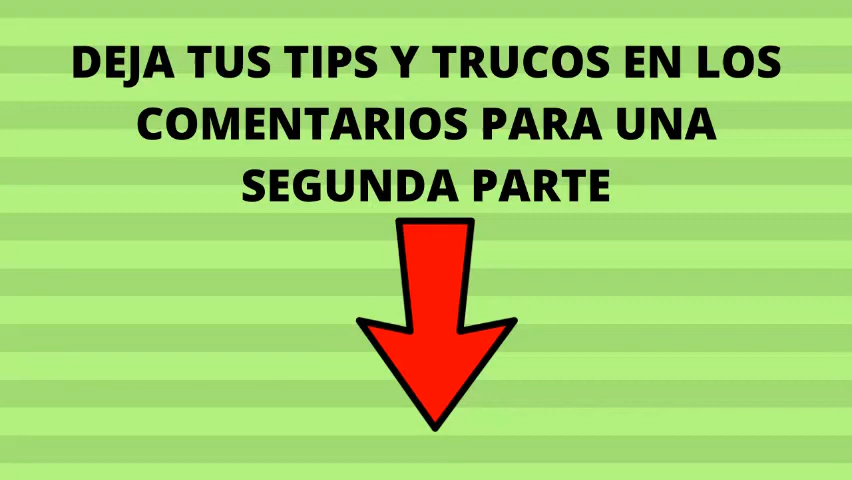 DEJA TUS TIPS Y TRUCOS EN LOS
COMENTARIOS PARA UNA
SEGUNDA PARTE